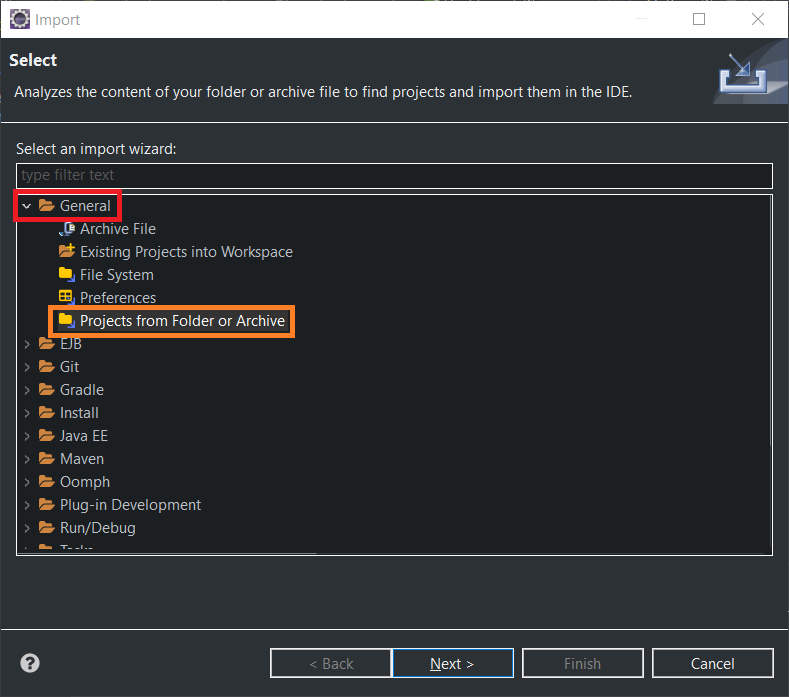 Import
Select
Analyzes the content of your folder or archive file to find projects and import them in the IDE.
Select an import wizard:
type filter text
General
Archive File
Existing Projects into Workspace
File System
Preferences
Projects from Folder or Archive
EJB
Git
Gradle
Install
Java EE
Maven
Oomph
Plug-in Development
Run/Debug
Tasks
?
< Back Next > Finish Cancel